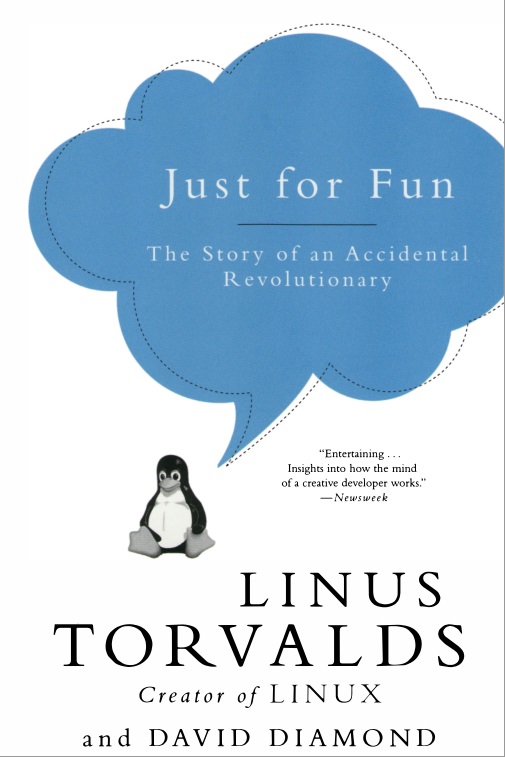 Just for Fun
The Story of an Accidental
Revolutionary
“Entertaining . . .
Insights into how the mind
of a creative developer works.”
—Newsweek
LINUS
TORVALDS
Creator of LINUX
and DAVID DIAMOND